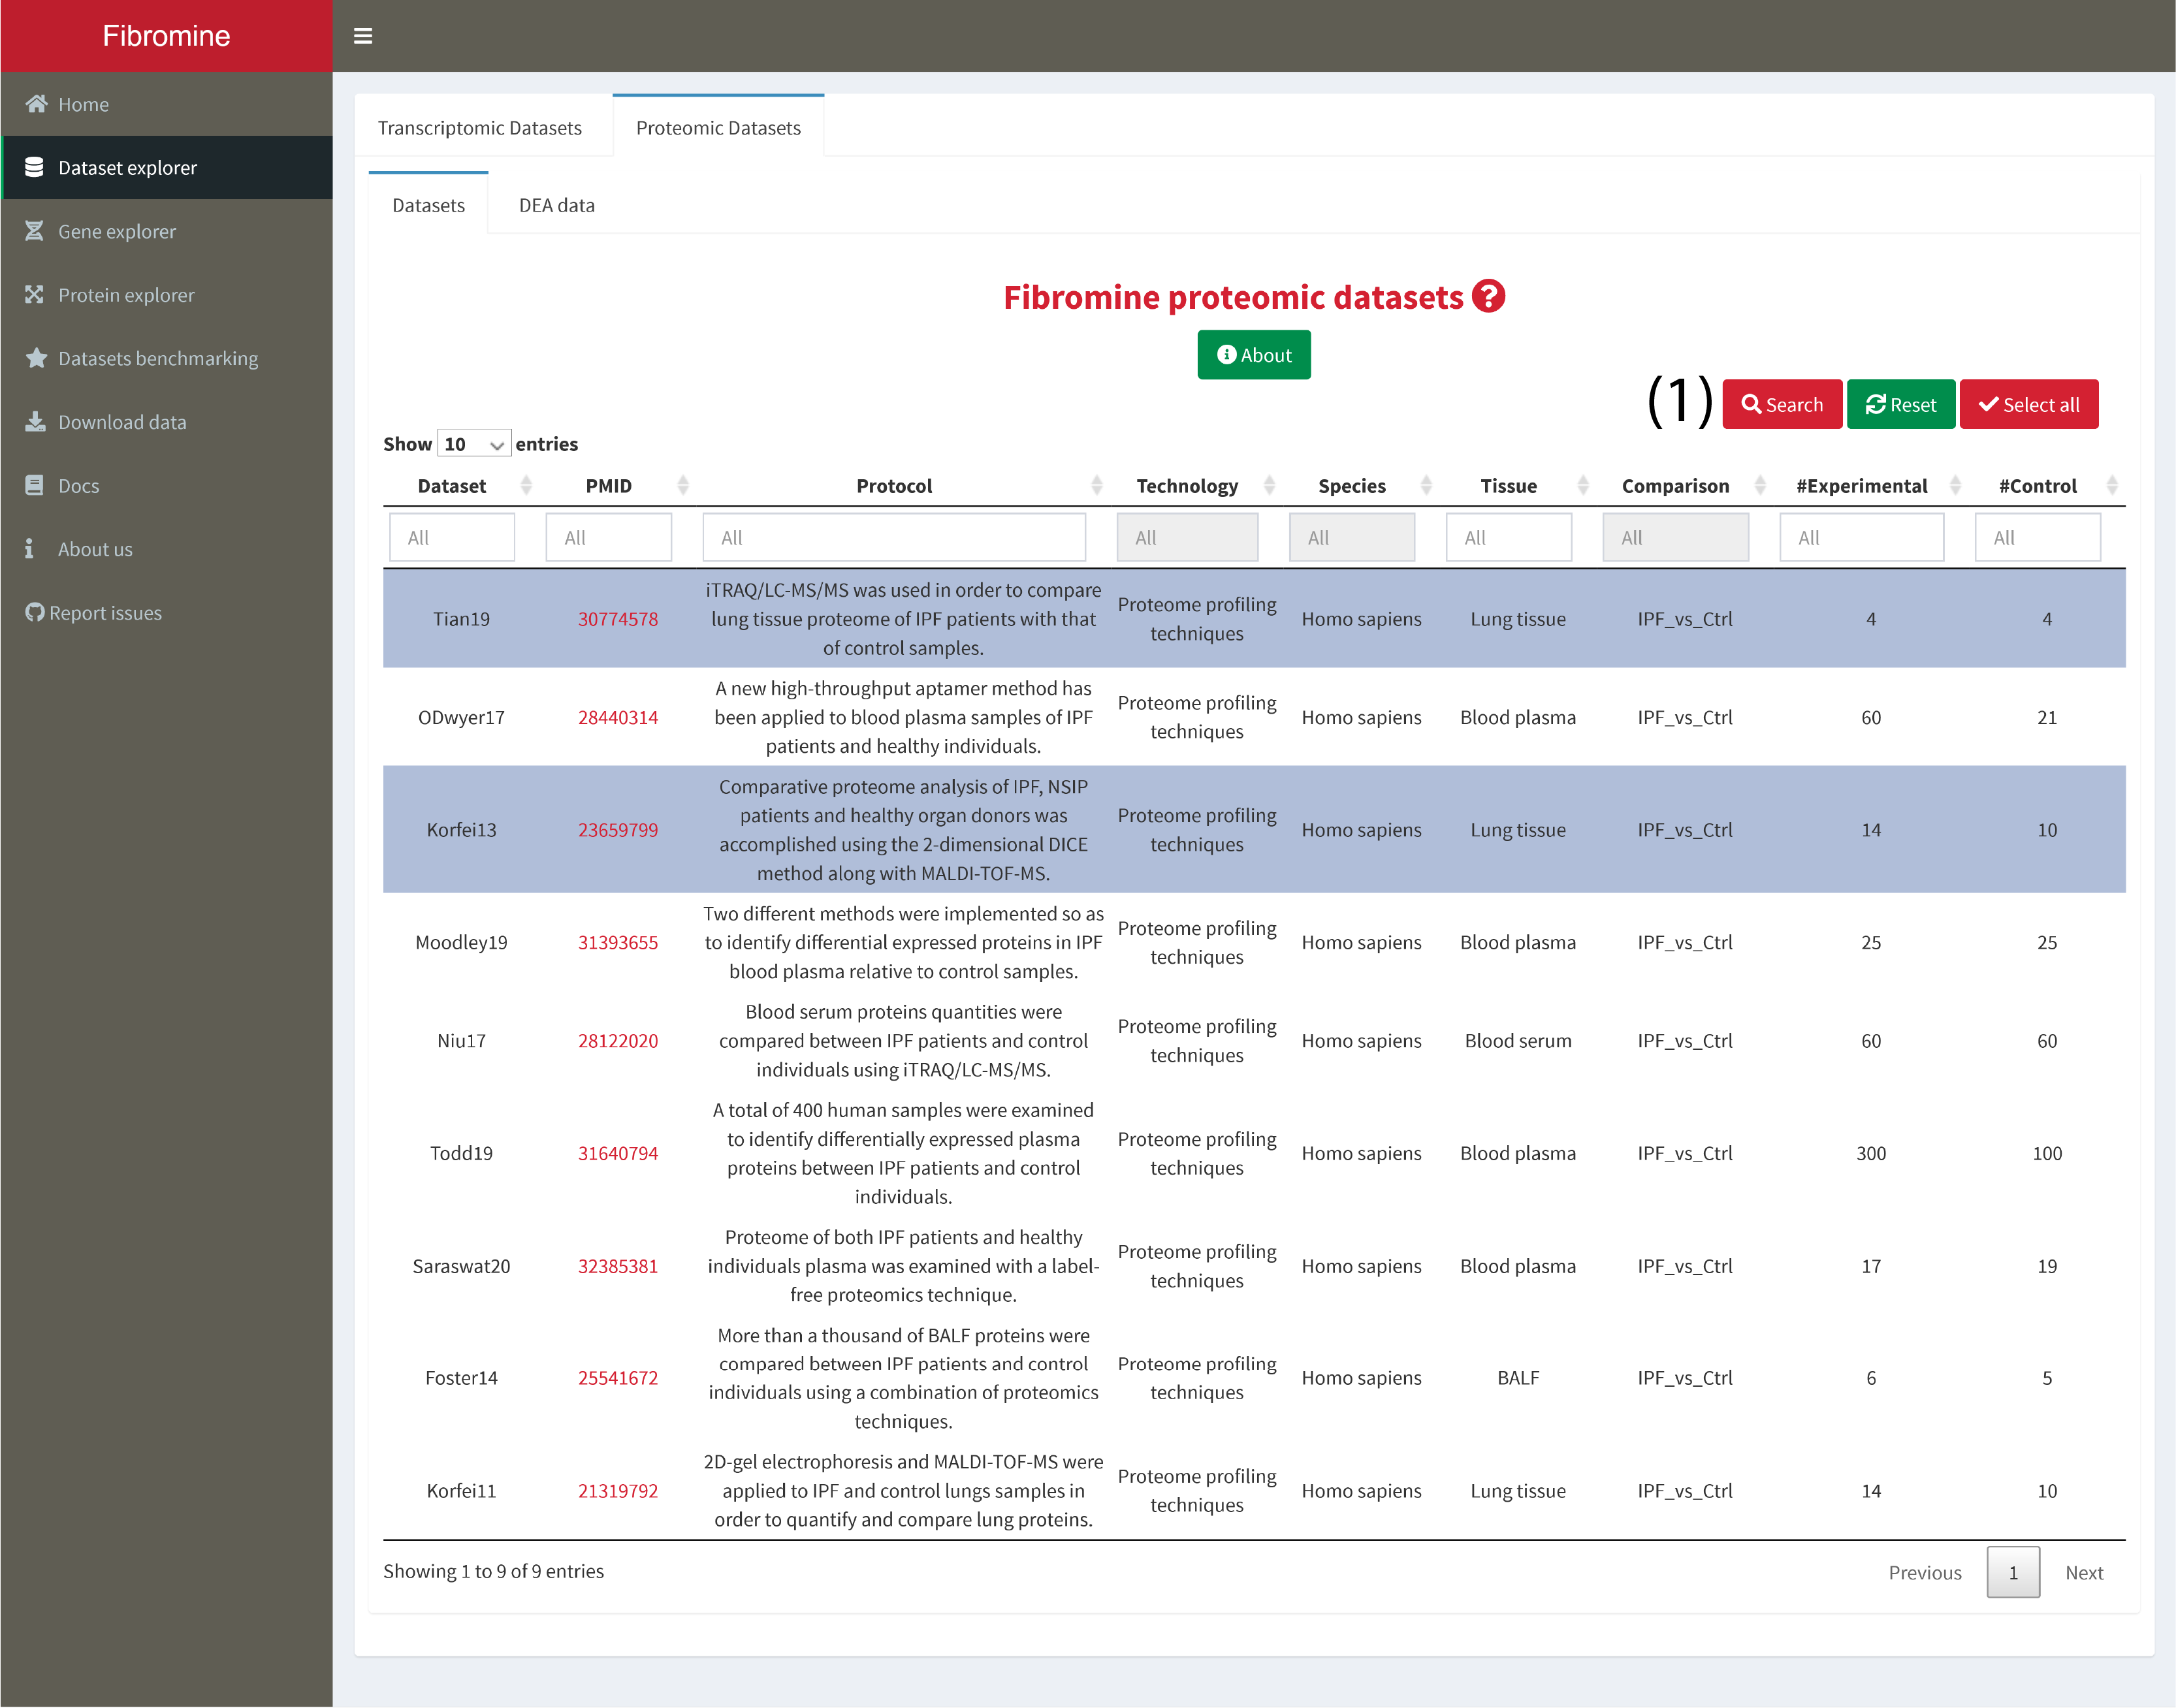 Fibromine
Home
Dataset explorer
Gene explorer
Protein explorer
Datasets benchmarking
Download data
Docs
About us
Report issues
Transcriptomic Datasets Proteomic Datasets
Datasets DEA data
Fibromine proteomic datasets ?
About
(1) Search Reset Select all
Show 10 entries
Dataset PMID Protocol Technology Species Tissue Comparison #Experimental #Control
All All All All All All All All All
Tian19 30774578 iTRAQ/LC-MS/MS was used in order to compare
lung tissue proteome of IPF patients with that
of control samples. Proteome profiling
techniques Homo sapiens Lung tissue IPF_vs_Ctrl 4 4
ODwyer17 28440314 A new high-throughput aptamer method has
been applied to blood plasma samples of IPF
patients and healthy individuals. Proteome profiling
techniques Homo sapiens Blood plasma IPF_vs_Ctrl 60 21
Korfei13 23659799 Comparative proteome analysis of IPF, NSIP
patients and healthy organ donors was
accomplished using the 2-dimensional DICE
method along with MALDI-TOF-MS. Proteome profiling
techniques Homo sapiens Lung tissue IPF_vs_Ctrl 14 10
Moodley19 31393655 Two different methods were implemented so as
to identify differential expressed proteins in IPF
blood plasma relative to control samples. Proteome profiling
techniques Homo sapiens Blood plasma IPF_vs_Ctrl 25 25
Niu17 28122020 Blood serum proteins quantities were
compared between IPF patients and control
individuals using iTRAQ/LC-MS/MS. Proteome profiling
techniques Homo sapiens Blood serum IPF_vs_Ctrl 60 60
Todd19 31640794 A total of 400 human samples were examined
to identify differentially expressed plasma
proteins between IPF patients and control
individuals. Proteome profiling
techniques Homo sapiens Blood plasma IPF_vs_Ctrl 300 100
Saraswat20 32385381 Proteome of both IPF patients and healthy
individuals plasma was examined with a label-
free proteomics technique. Proteome profiling
techniques Homo sapiens Blood plasma IPF_vs_Ctrl 17 19
Foster14 25541672 More than a thousand of BALF proteins were
compared between IPF patients and control
individuals using a combination of proteomics
techniques. Proteome profiling
techniques Homo sapiens BALF IPF_vs_Ctrl 6 5
Korfei11 21319792 2D-gel electrophoresis and MALDI-TOF-MS were
applied to IPF and control lungs samples in
order to quantify and compare lung proteins. Proteome profiling
techniques Homo sapiens Lung tissue IPF_vs_Ctrl 14 10
Showing 1 to 9 of 9 entries Previous 1 Next